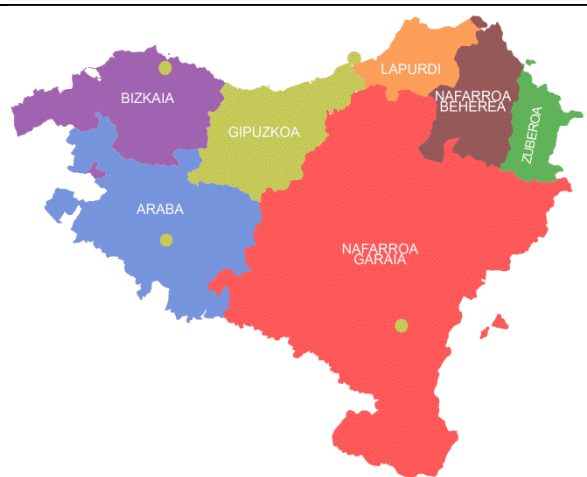 LAPURDI
BIZKAIA
NAFARROA
BEHEREA
GIPUZKOA
ZUBEROA
ARABA
NAFARROA
GARAIA